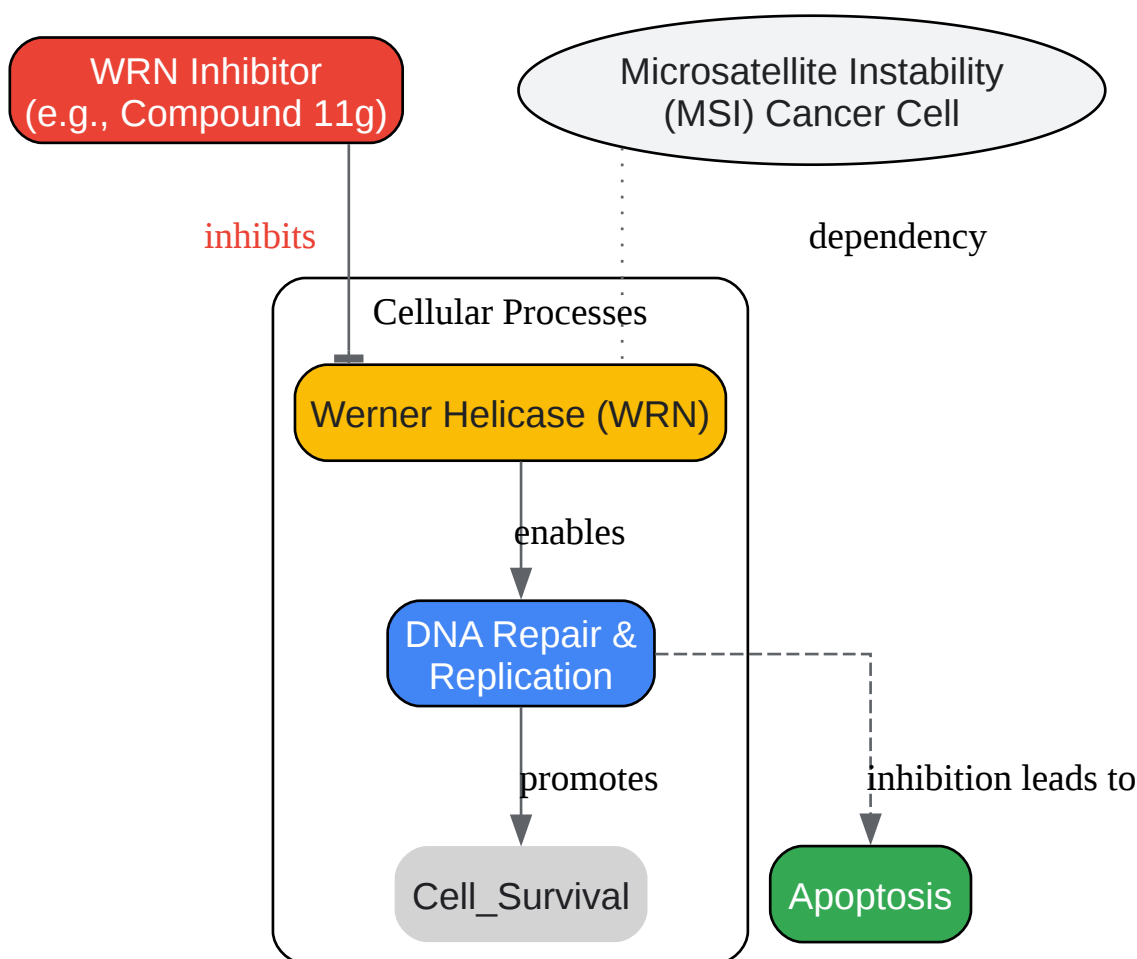 WRN Inhibitor
(e.g., Compound 11g)
Microsatellite Instability
(MSI) Cancer Cell
inhibits
dependency
Cellular Processes
Werner Helicase (WRN)
enables
DNA Repair &
Replication
promotes
inhibition leads to
Cell_Survival
Apoptosis